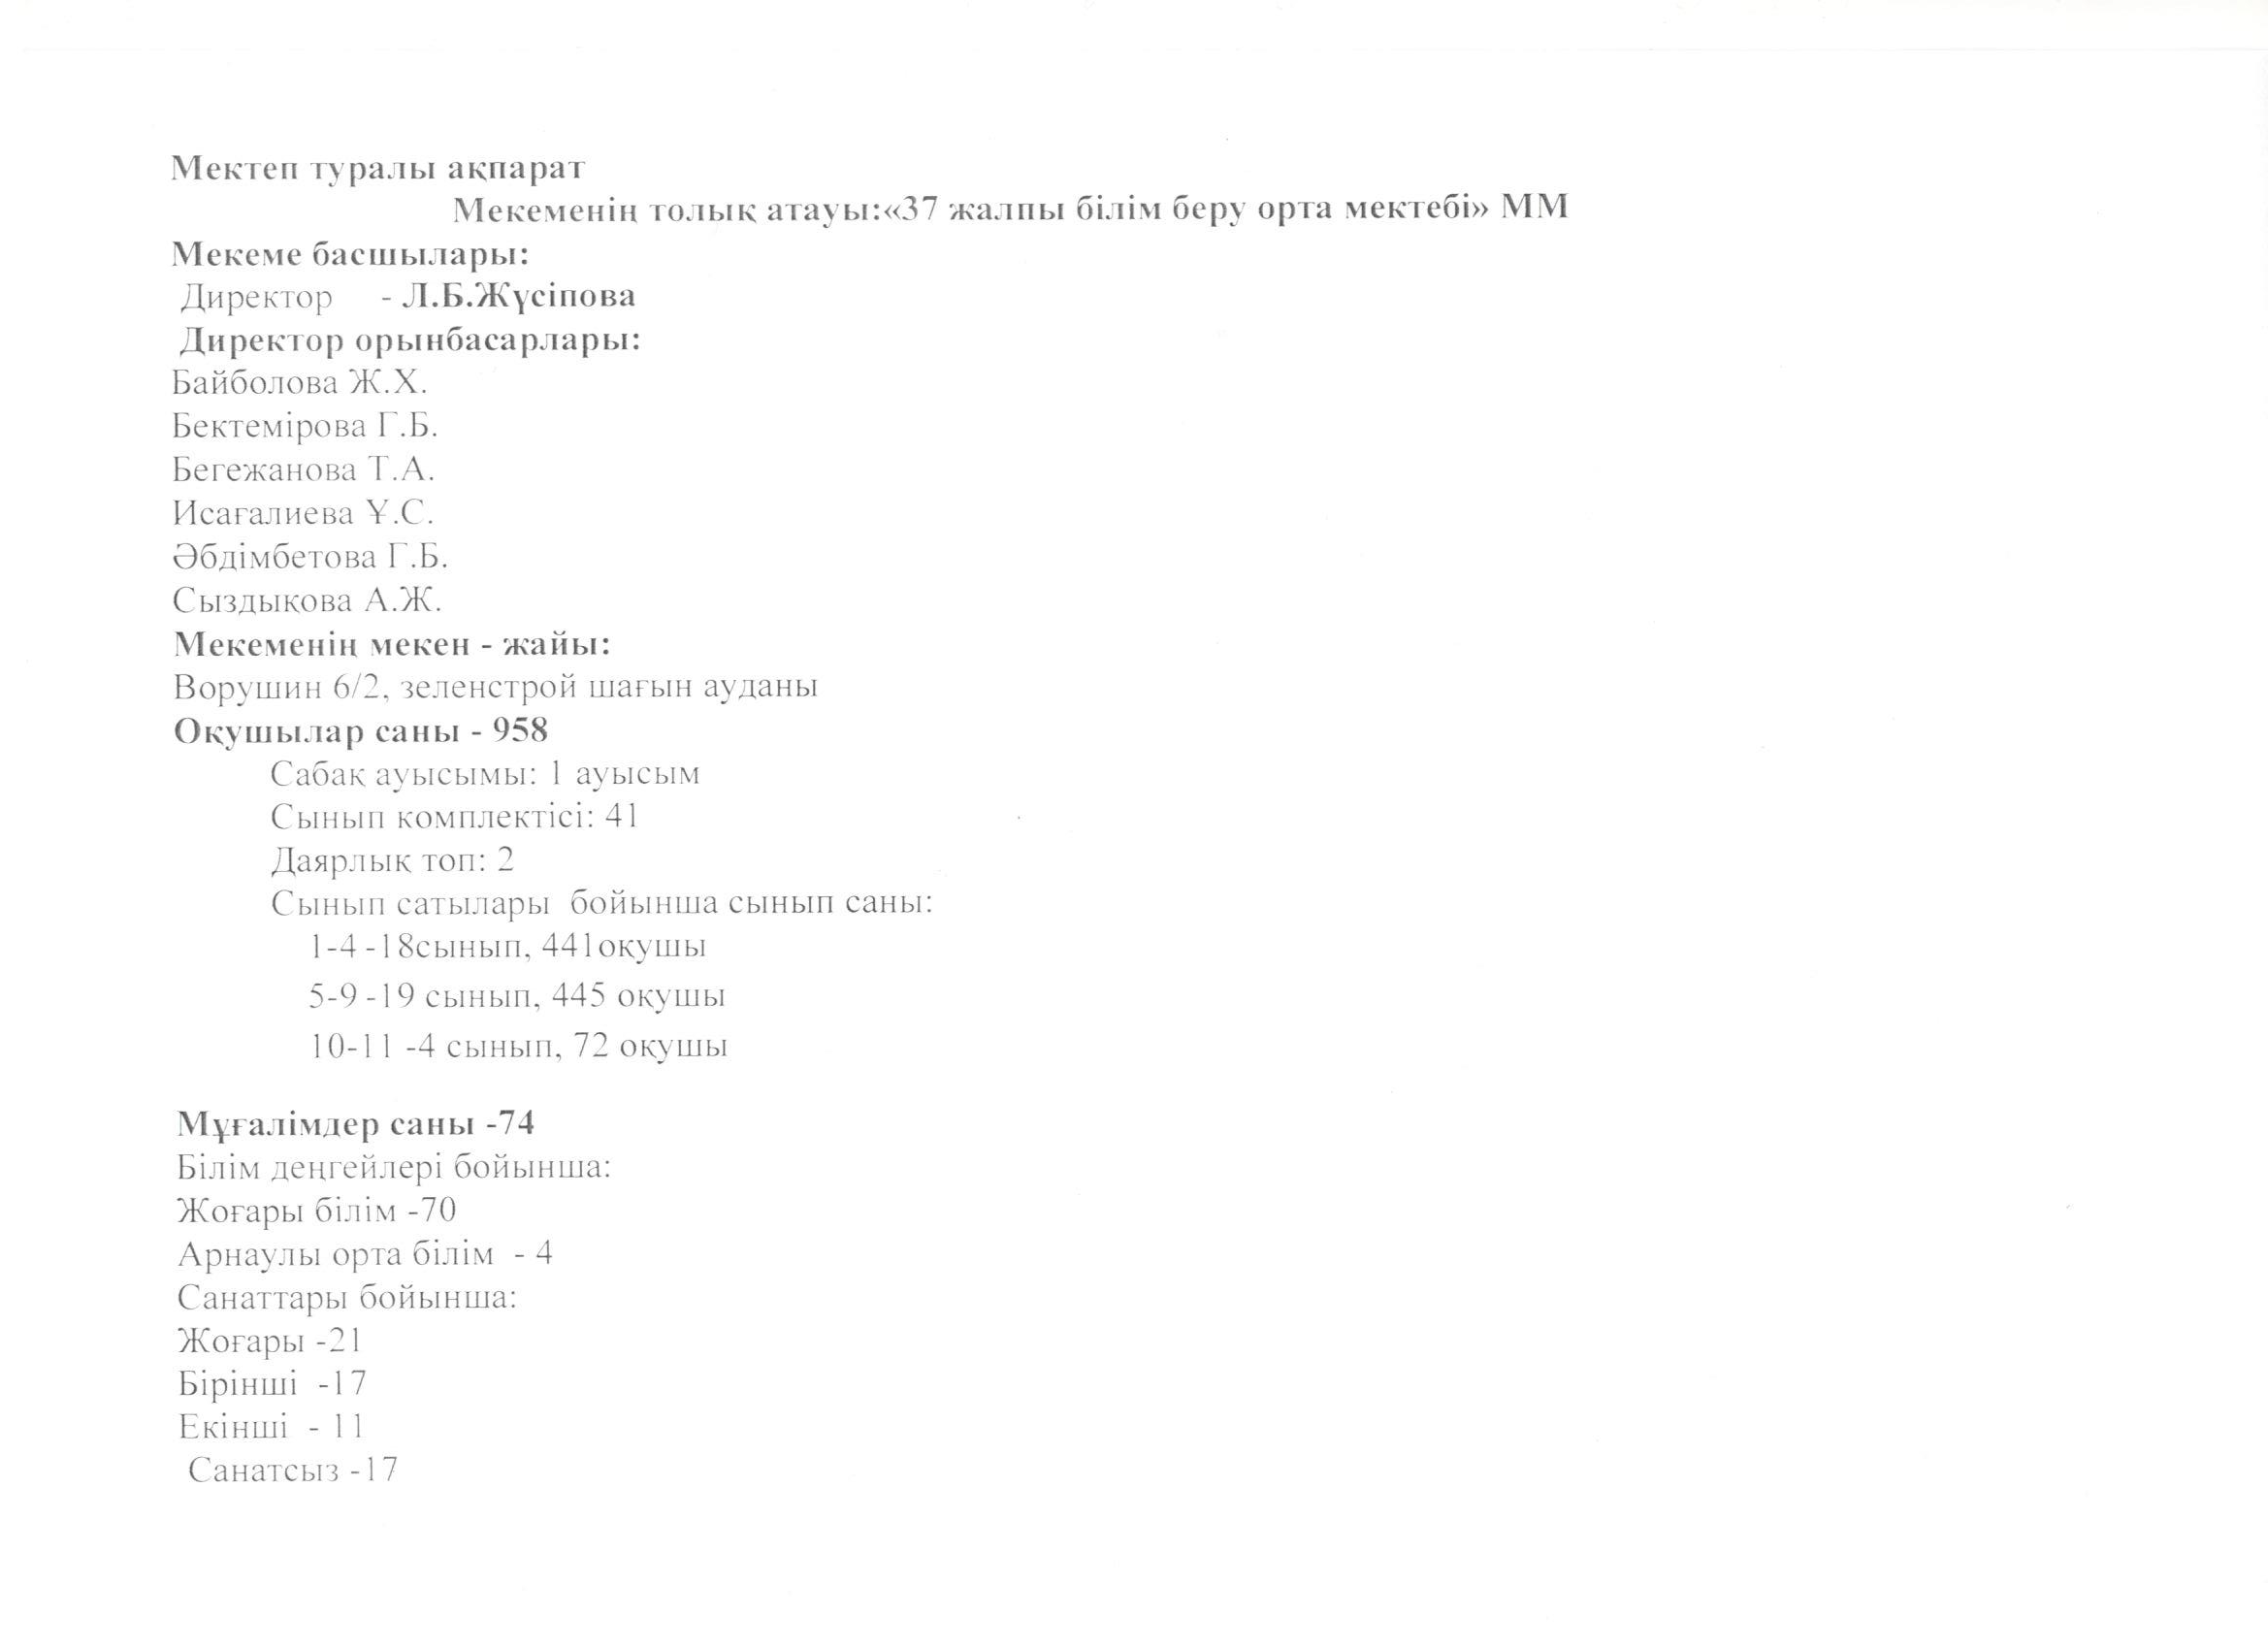 Мектеп туралы ақпарат
Мекеменің толық атауы:«37 жалпы білім беру орта мектебі» ММ
Мекеме басшылары:
Директор - Л.Б.Жүсіпова
Директор орынбасарлары:
Байболова Ж.Х.
Бектемірова Г.Б.
Бегежанова Т.А.
Исағалиева Ұ.С.
Әбдімбетова Г.Б.
Сыздыкова А.Ж.
Мекеменің мекен - жайы:
Ворушин 6/2, зеленстрой шағын ауданы
Оқушылар саны - 958
Сабақ ауысымы: 1 ауысым
Сынып комплектісі: 41
Даярлық топ: 2
Сынып сатылары бойынша сынып саны:
1-4 -18сынып, 441оқушы
5-9 -19 сынып, 445 оқушы
10-11 -4 сынып, 72 оқушы
Мұғалімдер саны -74
Білім деңгейлері бойынша:
Жоғары білім -70
Арнаулы орта білім - 4
Санаттары бойынша:
Жоғары -21
Бірінші -17
Екінші - 11
Санатсыз -17